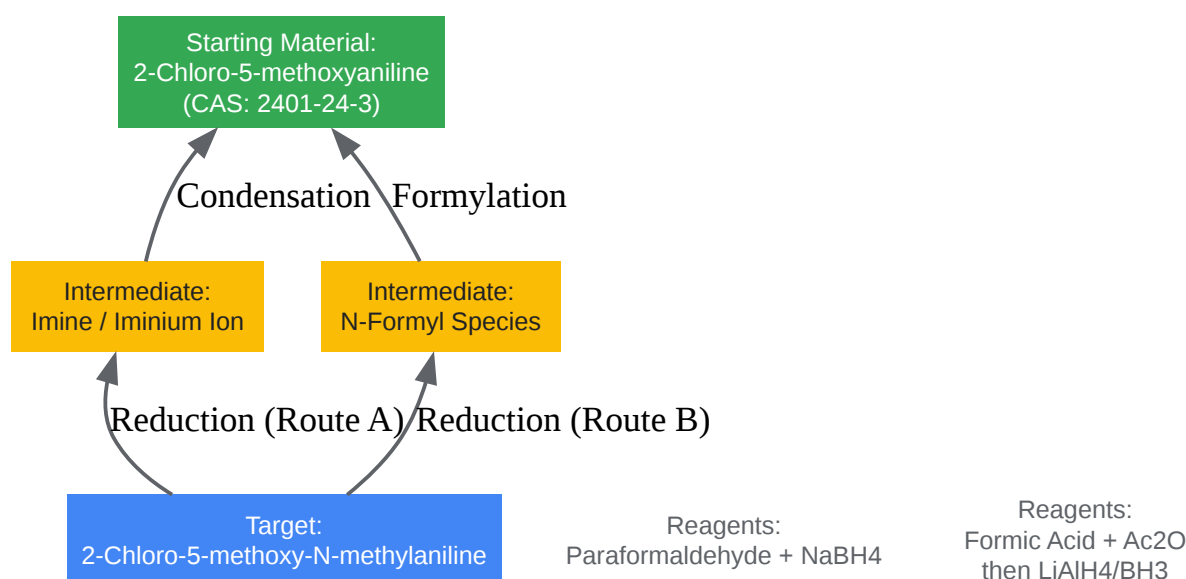 Starting Material:
2-Chloro-5-methoxyaniline
(CAS: 2401-24-3)
Condensation
Formylation
Intermediate:
Imine / Iminium Ion
Intermediate:
N-Formyl Species
Reduction (Route A)
Reduction (Route B)
Target:
2-Chloro-5-methoxy-N-methylaniline
Reagents:
Paraformaldehyde + NaBH4
Reagents:
Formic Acid + Ac2O
then LiAlH4/BH3